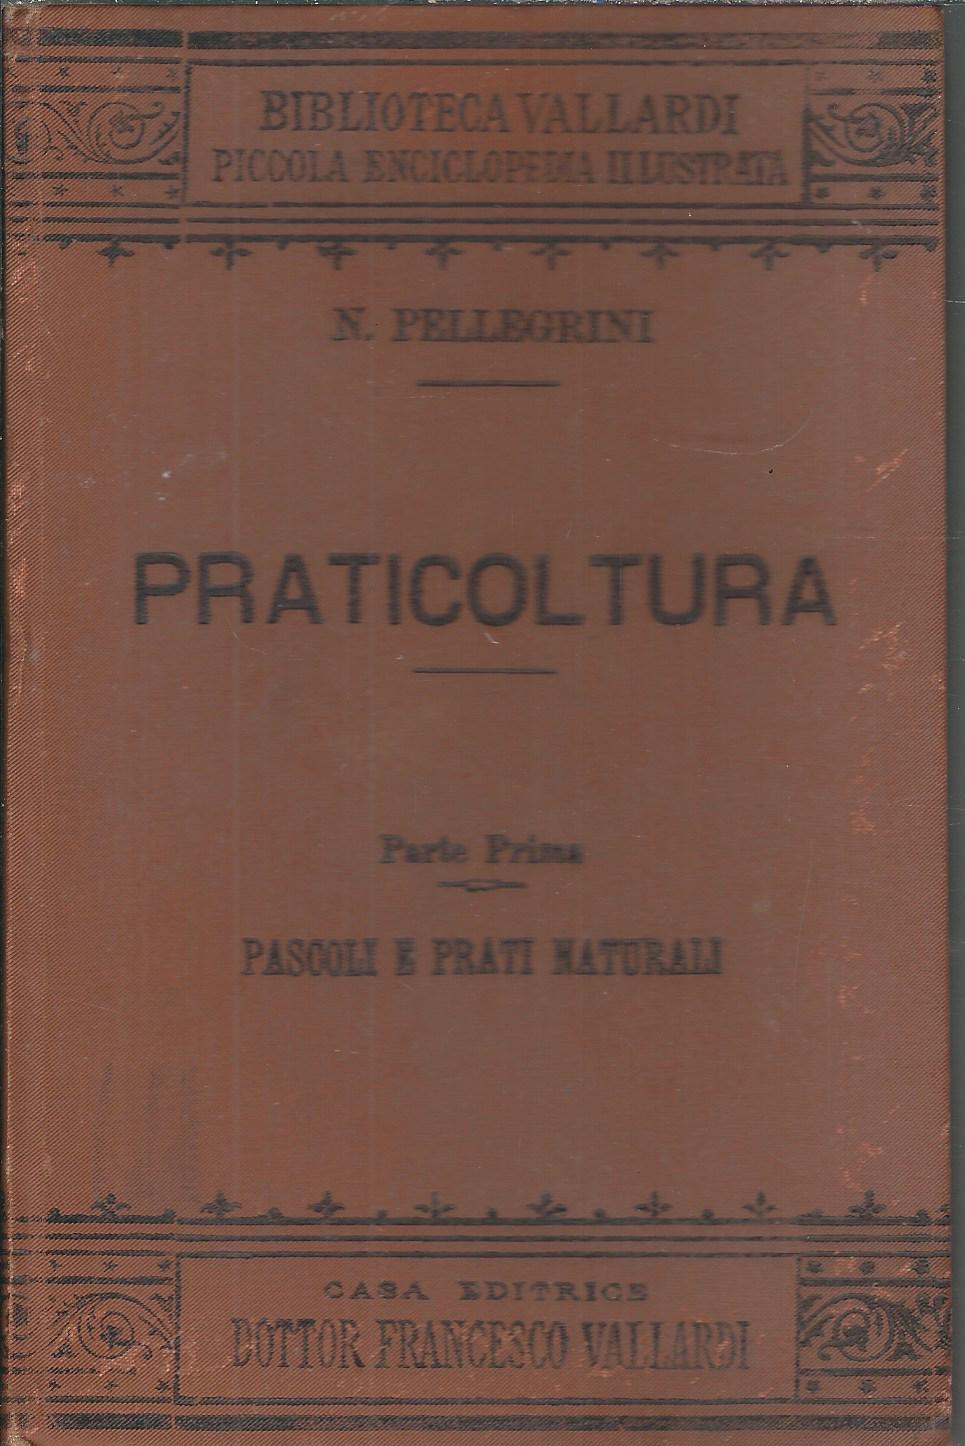 BIBLIOTECA VALLARDI
PICCOLA ENCICLOPEDIA ILLUSTRATA
N. PELLEGRINI
PRATICOLTURA
Parte Prima
PASCOLI E PRATI NATURALI
CASA EDITRICE
DOTTOR FRANCESCO VALLARDI